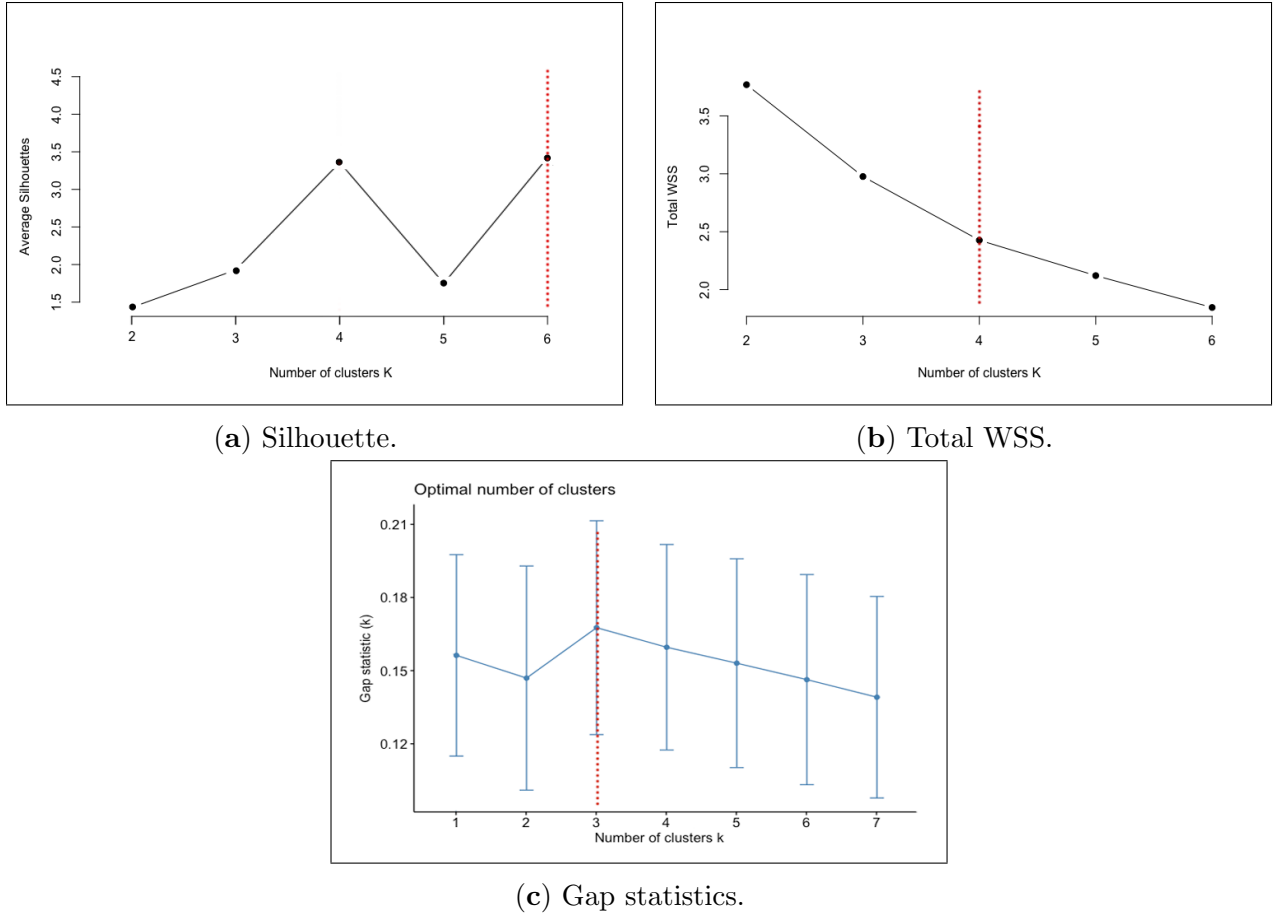 Average Silhouettes
4.5
4.0
3.5
3.0
2.5
2.0
1.5
2 3 4 5 6
Number of clusters K
(a) Silhouette.
Total WSS
3.5
3.0
2.5
2.0
2 3 4 5 6
Number of clusters K
(b) Total WSS.
Optimal number of clusters
Gap statistic (k)
0.21
0.18
0.15
0.12
1 2 3 4 5 6 7
Number of clusters k
(c) Gap statistics.